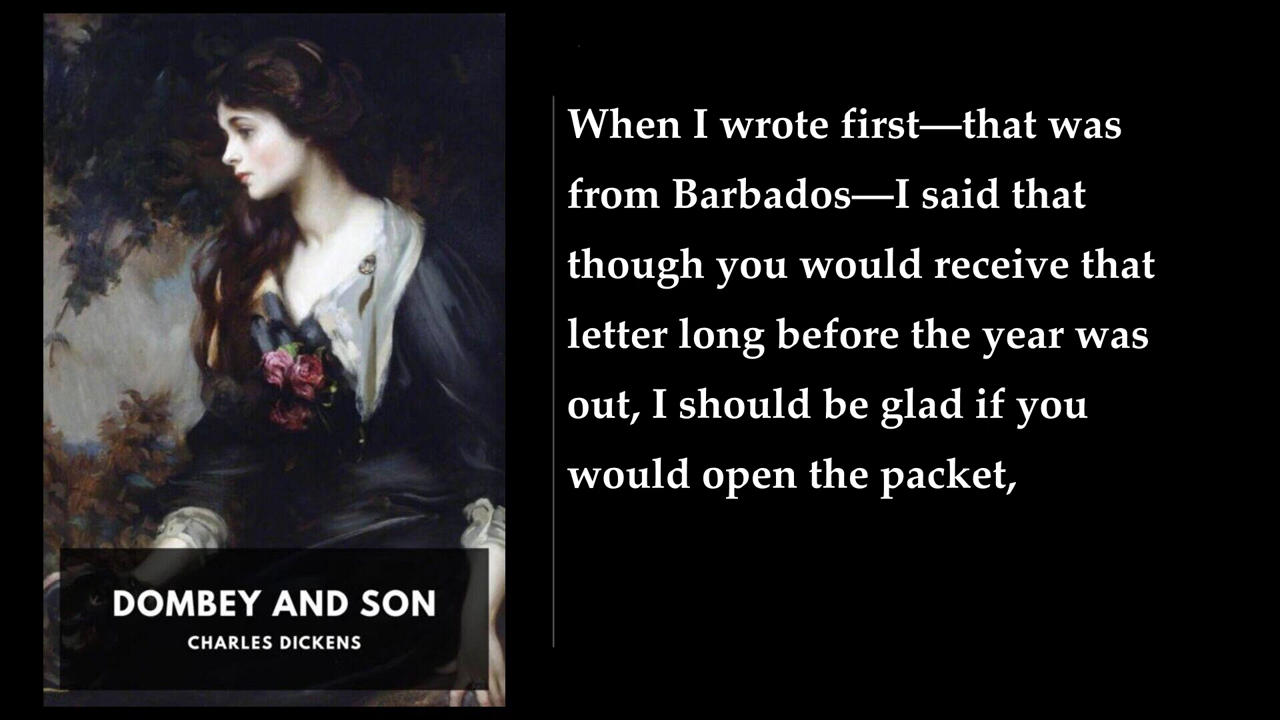 DOMBEY AND SON
CHARLES DICKENS
When I wrote first—that was
from Barbados—I said that
though you would receive that
letter long before the year was
out, I should be glad if you
would open the packet,